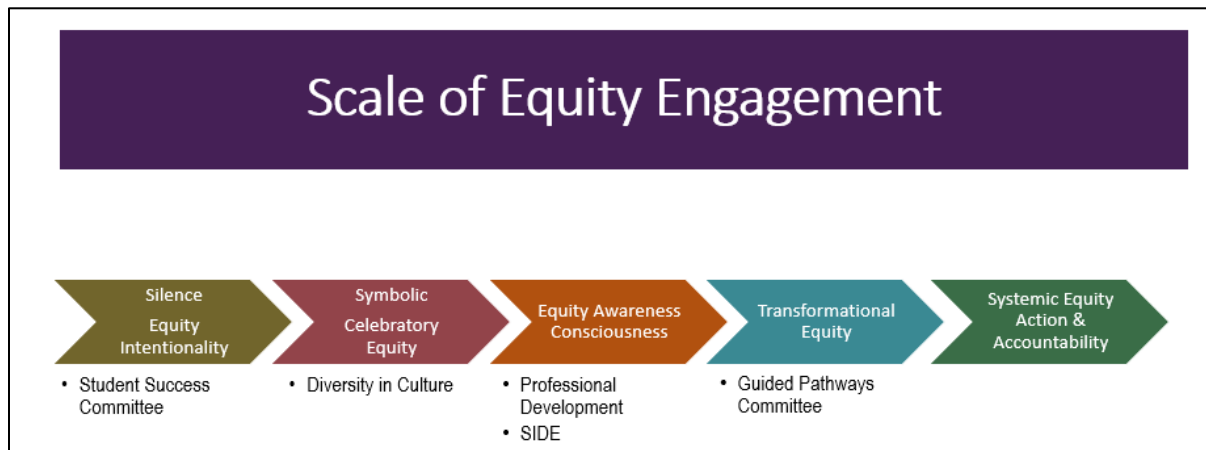 Scale of Equity Engagement
Silence
Equity
Intentionality
Symbolic
Celebratory
Equity
Equity Awareness
Consciousness
Transformational
Equity
Systemic Equity
Action &
Accountability
• Student Success
Committee
• Diversity in Culture
• Professional
Development
• SIDE
• Guided Pathways
Committee